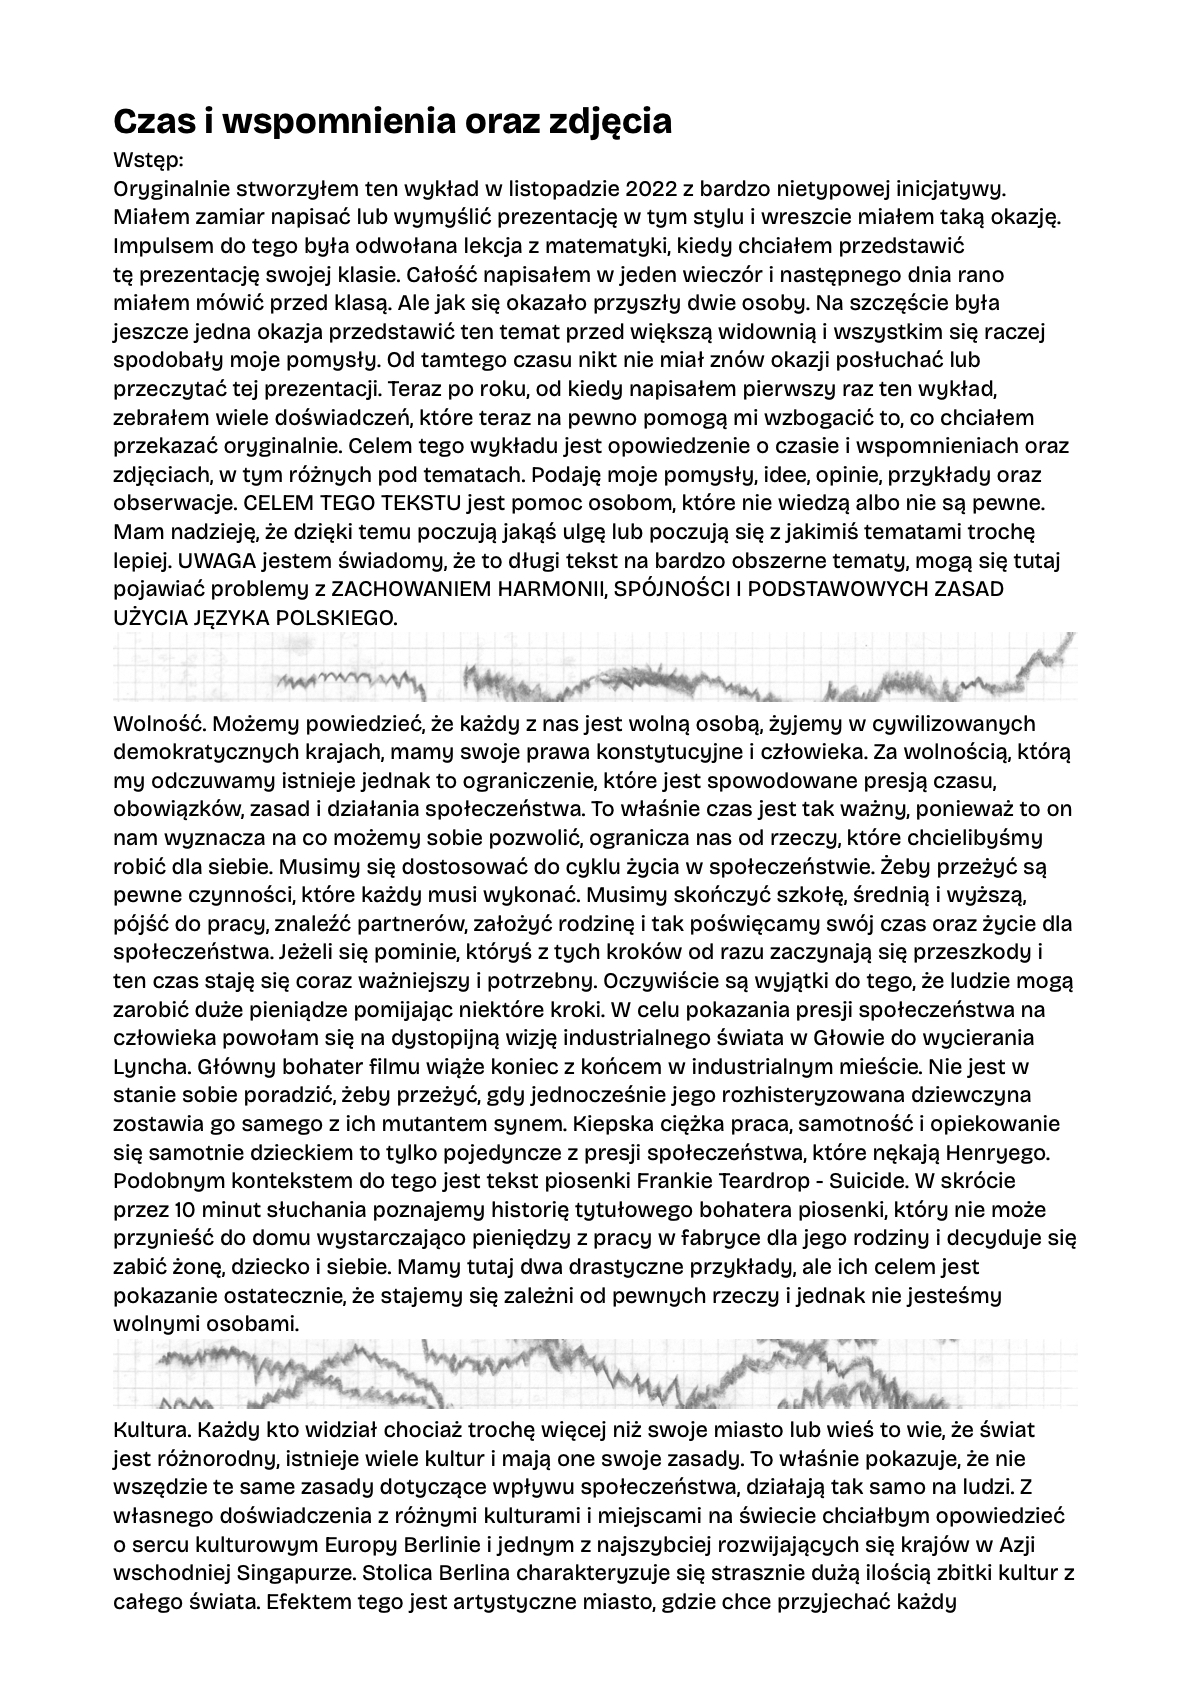 Czas i wspomnienia oraz zdjęcia
Wstęp:
Oryginalnie stworzyłem ten wykład w listopadzie 2022 z bardzo nietypowej inicjatywy.
Miałem zamiar napisać lub wymyślić prezentację w tym stylu i wreszcie miałem taką okazję.
Impulsem do tego była odwołana lekcja z matematyki, kiedy chciałem przedstawić
tę prezentację swojej klasie. Całość napisałem w jeden wieczór i następnego dnia rano
miałem mówić przed klasą. Ale jak się okazało przyszły dwie osoby. Na szczęście była
jeszcze jedna okazja przedstawić ten temat przed większą widownią i wszystkim się raczej
spodobały moje pomysły. Od tamtego czasu nikt nie miał znów okazji posłuchać lub
przeczytać tej prezentacji. Teraz po roku, od kiedy napisałem pierwszy raz ten wykład,
zebrałem wiele doświadczeń, które teraz na pewno pomogą mi wzbogacić to, co chciałem
przekazać oryginalnie. Celem tego wykładu jest opowiedzenie o czasie i wspomnieniach oraz
zdjęciach, w tym różnych pod tematach. Podaję moje pomysły, idee, opinie, przykłady oraz
obserwacje. CELEM TEGO TEKSTU jest pomoc osobom, które nie wiedzą albo nie są pewne.
Mam nadzieję, że dzięki temu poczują jakąś ulgę lub poczują się z jakimiś tematami trochę
lepiej. UWAGA jestem świadomy, że to długi tekst na bardzo obszerne tematy, mogą się tutaj
pojawiać problemy z ZACHOWANIEM HARMONII, SPÓJNOŚCI I PODSTAWOWYCH ZASAD
UŻYCIA JĘZYKA POLSKIEGO.
Wolność. Możemy powiedzieć, że każdy z nas jest wolną osobą, żyjemy w cywilizowanych
demokratycznych krajach, mamy swoje prawa konstytucyjne i człowieka. Za wolnością, którą
my odczuwamy istnieje jednak to ograniczenie, które jest spowodowane presją czasu,
obowiązków, zasad i działania społeczeństwa. To właśnie czas jest tak ważny, ponieważ to on
nam wyznacza na co możemy sobie pozwolić, ogranicza nas od rzeczy, które chcielibyśmy
robić dla siebie. Musimy się dostosować do cyklu życia w społeczeństwie. Żeby przeżyć są
pewne czynności, które każdy musi wykonać. Musimy skończyć szkołę, średnią i wyższą,
pójść do pracy, znaleźć partnerów, założyć rodzinę i tak poświęcamy swój czas oraz życie dla
społeczeństwa. Jeżeli się pominie, któryś z tych kroków od razu zaczynają się przeszkody i
ten czas staję się coraz ważniejszy i potrzebny. Oczywiście są wyjątki do tego, że ludzie mogą
zarobić duże pieniądze pomijając niektóre kroki. W celu pokazania presji społeczeństwa na
człowieka powołam się na dystopijną wizję industrialnego świata w Głowie do wycierania
Lyncha. Główny bohater filmu wiąże koniec z końcem w industrialnym mieście. Nie jest w
stanie sobie poradzić, żeby przeżyć, gdy jednocześnie jego rozhisteryzowana dziewczyna
zostawia go samego z ich mutantem synem. Kiepska ciężka praca, samotność i opiekowanie
się samotnie dzieckiem to tylko pojedyncze z presji społeczeństwa, które nękają Henryego.
Podobnym kontekstem do tego jest tekst piosenki Frankie Teardrop - Suicide. W skrócie
przez 10 minut słuchania poznajemy historię tytułowego bohatera piosenki, który nie może
przynieść do domu wystarczająco pieniędzy z pracy w fabryce dla jego rodziny i decyduje się
zabić żonę, dziecko i siebie. Mamy tutaj dwa drastyczne przykłady, ale ich celem jest
pokazanie ostatecznie, że stajemy się zależni od pewnych rzeczy i jednak nie jesteśmy
wolnymi osobami.
Kultura. Każdy kto widział chociaż trochę więcej niż swoje miasto lub wieś to wie, że świat
jest różnorodny, istnieje wiele kultur i mają one swoje zasady. To właśnie pokazuje, że nie
wszędzie te same zasady dotyczące wpływu społeczeństwa, działają tak samo na ludzi. Z
własnego doświadczenia z różnymi kulturami i miejscami na świecie chciałbym opowiedzieć
o sercu kulturowym Europy Berlinie i jednym z najszybciej rozwijających się krajów w Azji
wschodniej Singapurze. Stolica Berlina charakteryzuje się strasznie dużą ilością zbitki kultur z
całego świata. Efektem tego jest artystyczne miasto, gdzie chce przyjechać każdy